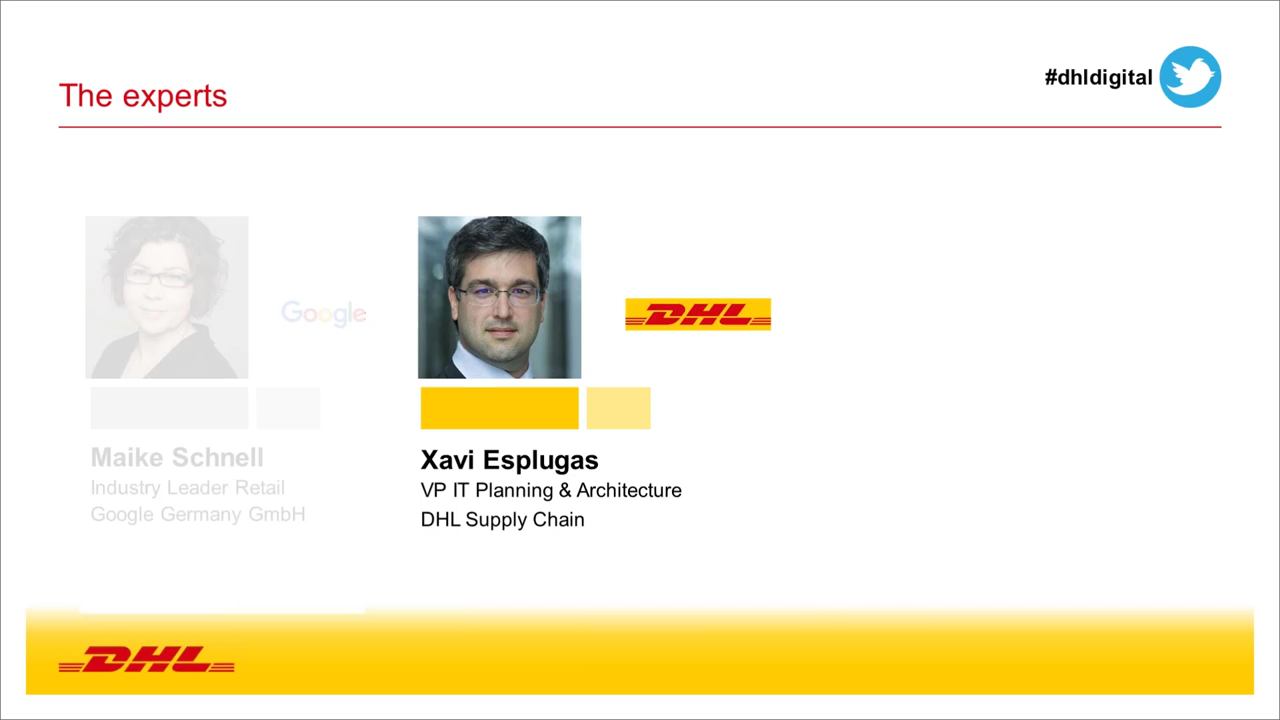 The experts
#dhldigital
Google
DHL
Maike Schnell
Industry Leader Retail
Google Germany GmbH
Xavi Esplugas
VP IT Planning & Architecture
DHL Supply Chain
DHL